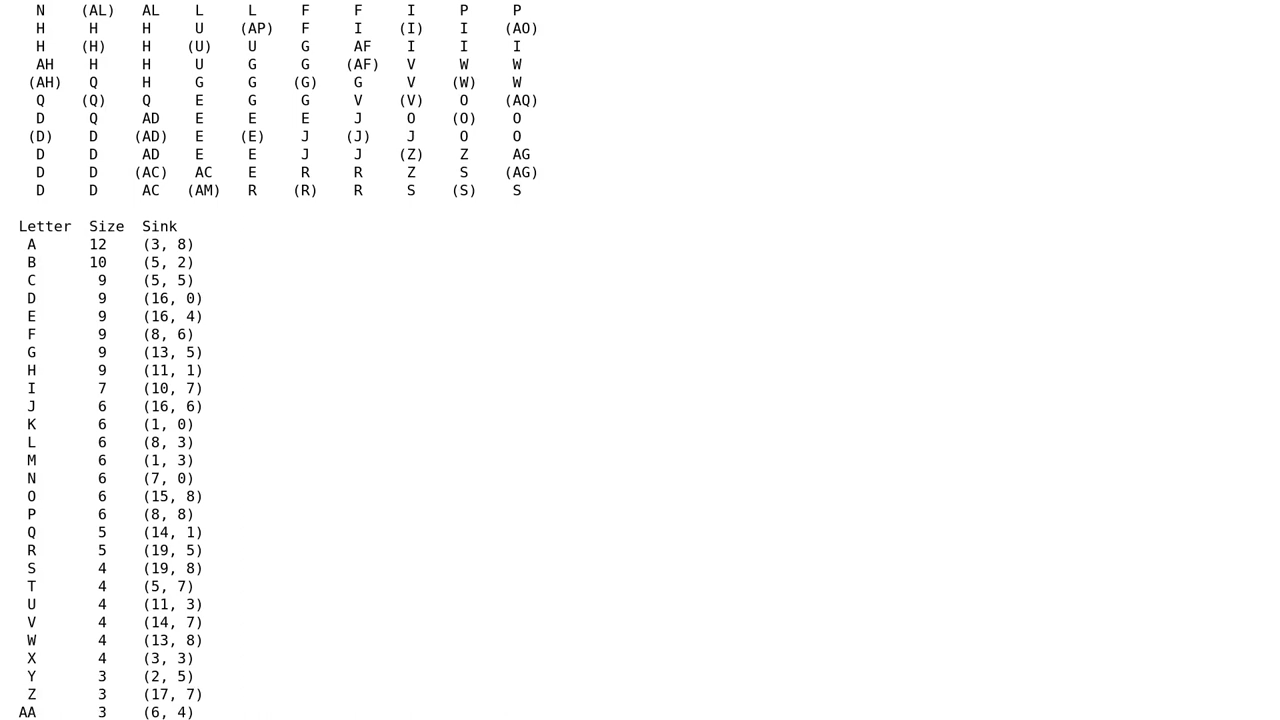 N (AL) AL L L F F I P P
H H H U (AP) F I (I) I (AO)
H (H) H (U) U G AF I I I
AH H H U G G (AF) V W W
(AH) Q H G G (G) G V (W) W
Q (Q) Q E G G V (V) O (AQ)
D Q AD E E E J O (O) O
(D) D (AD) E (E) J (J) J O O
D D AD E E J J (Z) Z AG
D D (AC) AC E R R Z S (AG)
D D AC (AM) R (R) R S (S) S
Letter Size Sink
A 12 (3, 8)
B 10 (5, 2)
C 9 (5, 5)
D 9 (16, 0)
E 9 (16, 4)
F 9 (8, 6)
G 9 (13, 5)
H 9 (11, 1)
I 7 (10, 7)
J 6 (16, 6)
K 6 (1, 0)
L 6 (8, 3)
M 6 (1, 3)
N 6 (7, 0)
O 6 (15, 8)
P 6 (8, 8)
Q 5 (14, 1)
R 5 (19, 5)
S 4 (19, 8)
T 4 (5, 7)
U 4 (11, 3)
V 4 (14, 7)
W 4 (13, 8)
X 4 (3, 3)
Y 3 (2, 5)
Z 3 (17, 7)
AA 3 (6, 4)